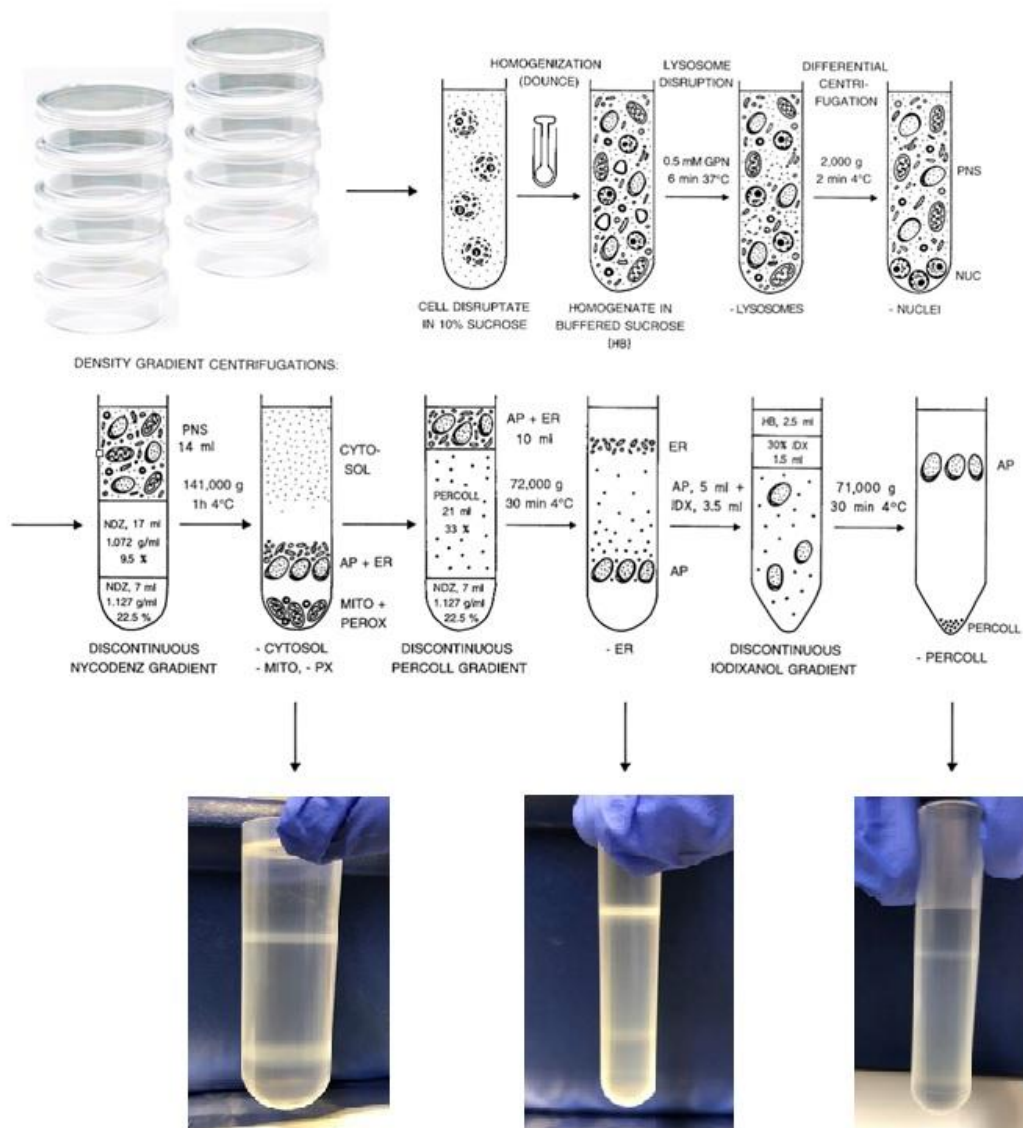 HOMOGENIZATION
(DOUNCE)
LYSOSOME
DISRUPTION
DIFFERENTIAL
CENTRI-
FUGATION
0.5 mM GPN
6 min 37°C
2,000 g
2 min 4°C
PNS
NUC
CELL DISRUPTATE
IN 10% SUCROSE
HOMOGENATE IN
BUFFERED SUCROSE
(HB)
- LYSOSOMES
- NUCLEI
DENSITY GRADIENT CENTRIFUGATIONS:
PNS
14 ml
141,000 g
1h 4°C
NDZ, 17 ml
1.072 g/ml
9.5 %
NDZ, 7 ml
1.127 g/ml
22.5 %
DISCONTINUOUS
NYCODENZ GRADIENT
CYTO-
SOL
AP + ER
MITO +
PEROX
- CYTOSOL
- MITO, - PX
AP + ER
10 ml
PERCOLL
21 ml
33 %
72,000 g
30 min 4°C
NDZ, 7 ml
1.127 g/ml
22.5 %
DISCONTINUOUS
PERCOLL GRADIENT
ER
AP
- ER
AP, 5 ml +
IDX, 3.5 ml
HB, 2.5 ml
30% IDX
1.5 ml
71,000 g
30 min 4°C
DISCONTINUOUS
IODIXANOL GRADIENT
AP
PERCOLL
- PERCOLL